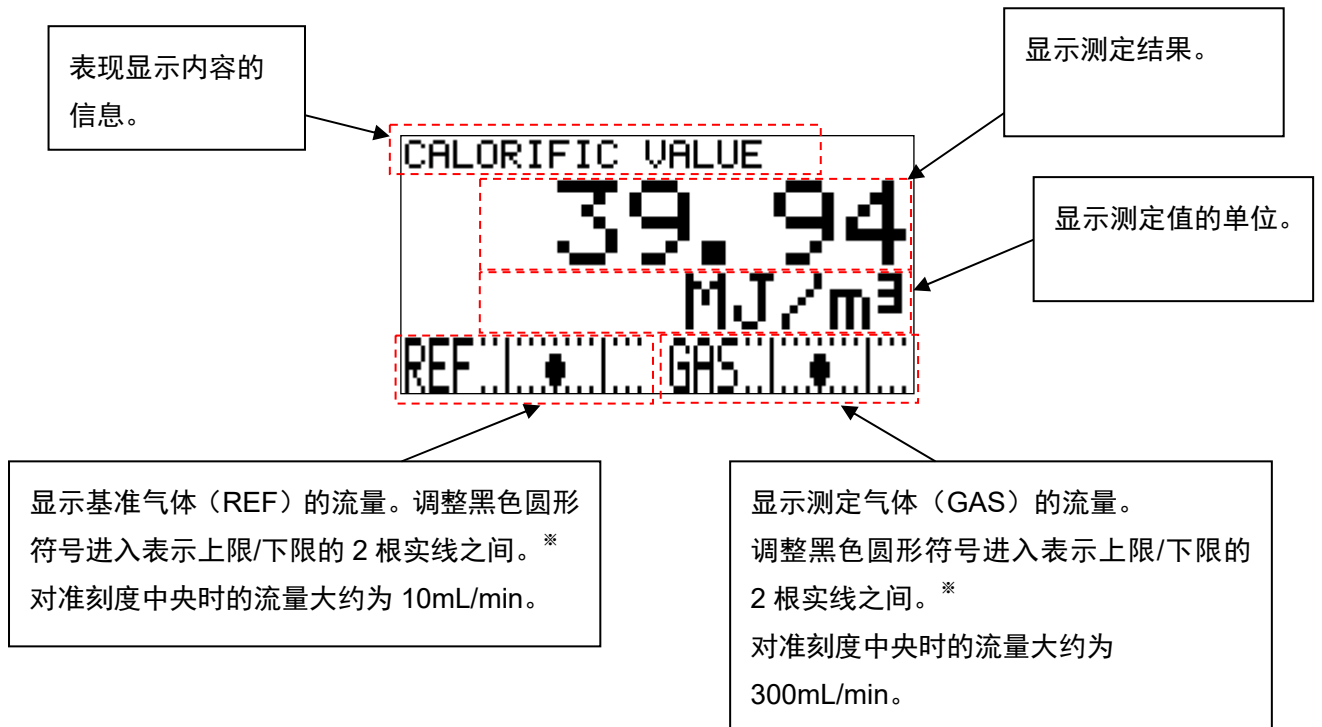 表现显示内容的
信息。
显示测定结果。
CALORIFIC VALUE
39.94
显示测定值的单位。
MJ/m³
REF
GAS
显示基准气体（REF）的流量。调整黑色圆形
符号进入表示上限/下限的 2 根实线之间。※
对准刻度中央时的流量大约为 10mL/min。
显示测定气体（GAS）的流量。
调整黑色圆形符号进入表示上限/下限的
2 根实线之间。※
对准刻度中央时的流量大约为
300mL/min。